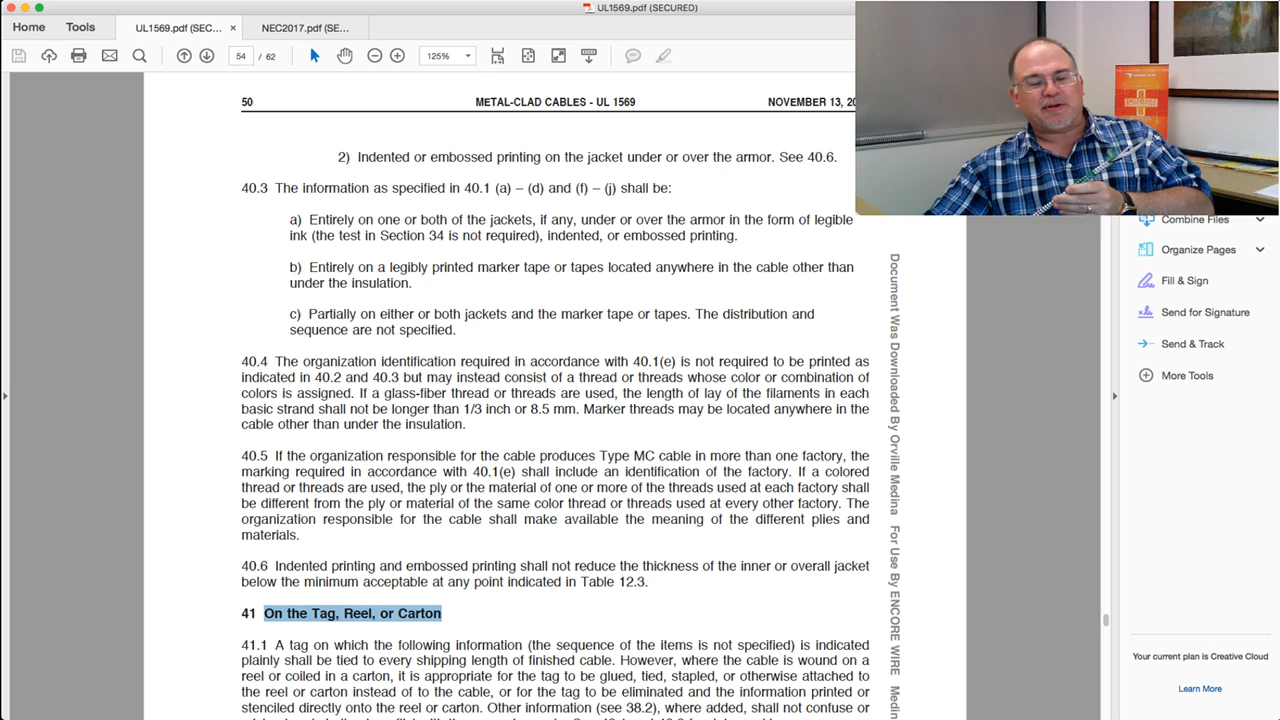 UL1569.pdf (SECURED)
Home
Tools
UL1569.pdf (SEC...
×
NEC2017.pdf (SE...
54 / 62
125%
50
METAL-CLAD CABLES - UL 1569
NOVEMBER 13, 20
2) Indented or embossed printing on the jacket under or over the armor. See 40.6.
40.3 The information as specified in 40.1 (a) – (d) and (f) – (j) shall be:
a) Entirely on one or both of the jackets, if any, under or over the armor in the form of legible
ink (the test in Section 34 is not required), indented, or embossed printing.
b) Entirely on a legibly printed marker tape or tapes located anywhere in the cable other than
under the insulation.
c) Partially on either or both jackets and the marker tape or tapes. The distribution and
sequence are not specified.
40.4 The organization identification required in accordance with 40.1(e) is not required to be printed as
indicated in 40.2 and 40.3 but may instead consist of a thread or threads whose color or combination of
colors is assigned. If a glass-fiber thread or threads are used, the length of lay of the filaments in each
basic strand shall not be longer than 1/3 inch or 8.5 mm. Marker threads may be located anywhere in the
cable other than under the insulation.
40.5 If the organization responsible for the cable produces Type MC cable in more than one factory, the
marking required in accordance with 40.1(e) shall include an identification of the factory. If a colored
thread or threads are used, the ply or the material of one or more of the threads used at each factory shall
be different from the ply or material of the same color thread or threads used at every other factory. The
organization responsible for the cable shall make available the meaning of the different plies and
materials.
40.6 Indented printing and embossed printing shall not reduce the thickness of the inner or overall jacket
below the minimum acceptable at any point indicated in Table 12.3.
41 On the Tag, Reel, or Carton
41.1 A tag on which the following information (the sequence of the items is not specified) is indicated
plainly shall be tied to every shipping length of finished cable. However, where the cable is wound on a
reel or coiled in a carton, it is appropriate for the tag to be glued, tied, stapled, or otherwise attached to
the reel or carton instead of to the cable, or for the tag to be eliminated and the information printed or
stenciled directly onto the reel or carton. Other information (see 38.2), where added, shall not confuse or
Document Was Downloaded By Orville Medina For Use By ENCORE WIRE Medin
Combine Files
Organize Pages
Fill & Sign
Send for Signature
Send & Track
More Tools
Your current plan is Creative Cloud
Learn More